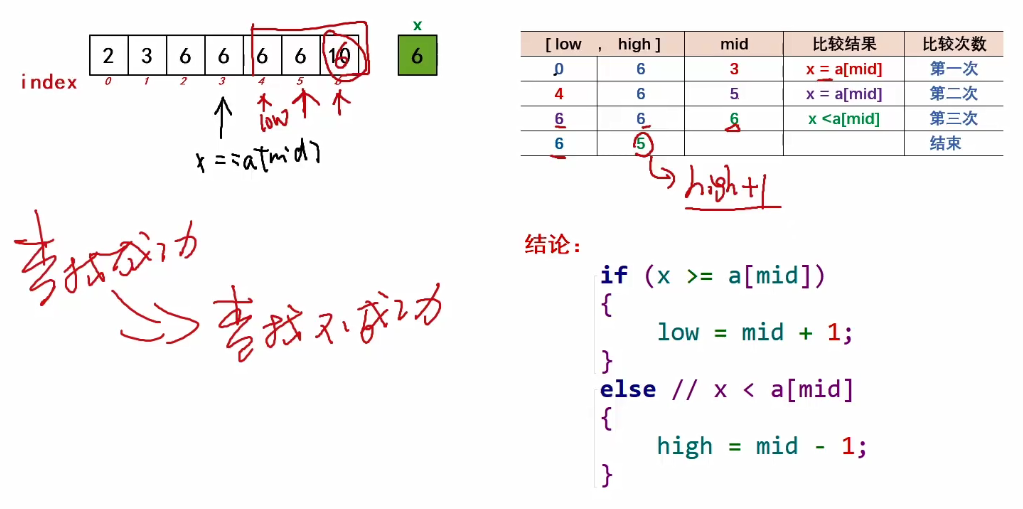 x
2 3 6 6 6 6 10 6
6
index 0 1 2 3 4 5
low
x == a[mid]
查找成功
查找不成功
[ low , high ] mid 比较结果 比较次数
0 6 3 x = a[mid] 第一次
4 6 5 x = a[mid] 第二次
6 6 6 x <a[mid] 第三次
6 5 结束
high+1
结论：
if (x >= a[mid])
{
low = mid + 1;
}
else // x < a[mid]
{
high = mid - 1;
}